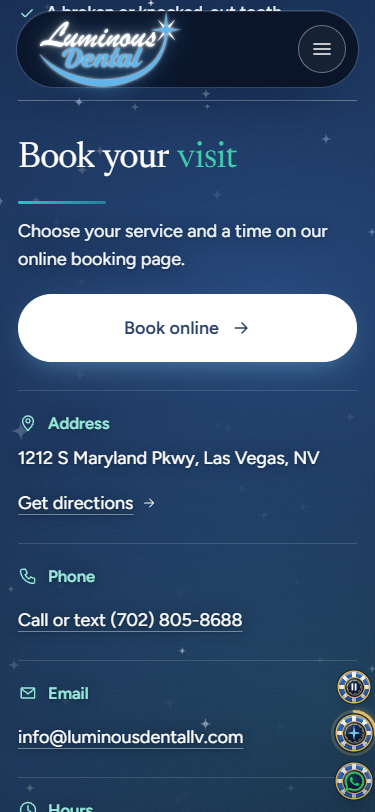 A broken or knocked-out tooth
Luminous
Dental
Book your visit
Choose your service and a time on our
online booking page.
Book online →
Address
1212 S Maryland Pkwy, Las Vegas, NV
Get directions →
Phone
Call or text (702) 805-8688
Email
info@luminousdentallv.com
Hours